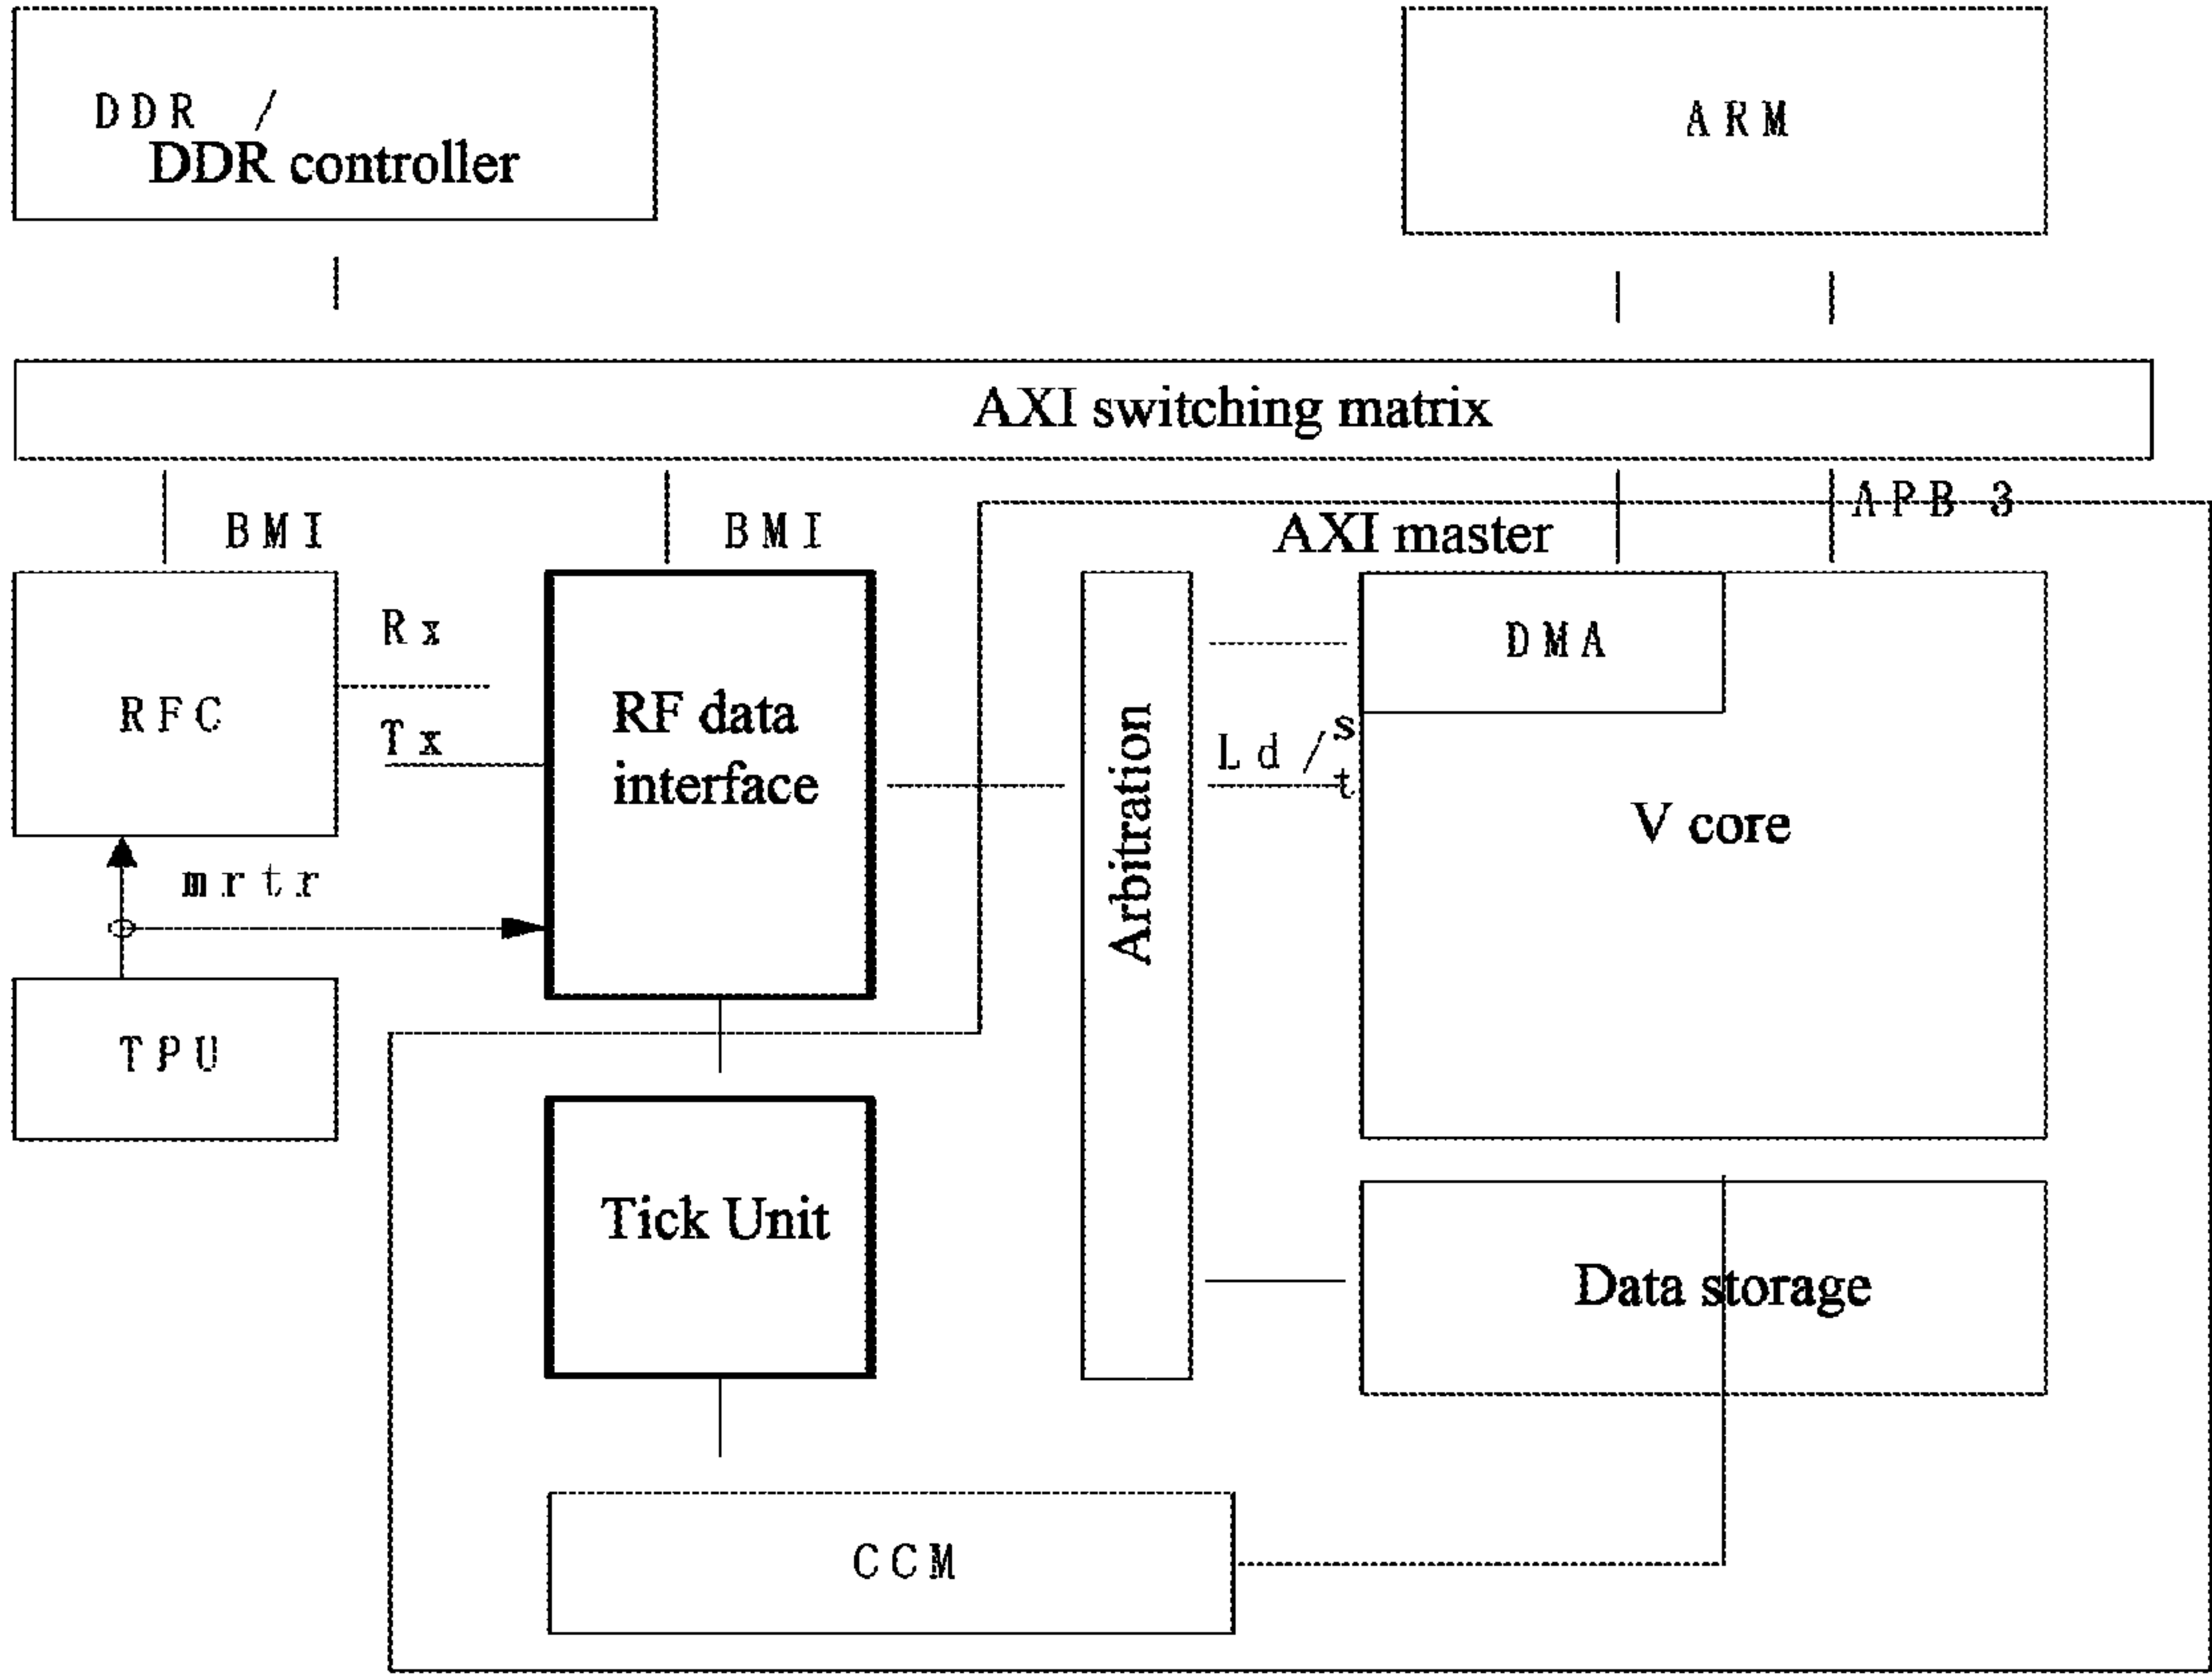 DDR /
DDR controller
ARM
AXI switching matrix
BMI
BMI
AXI master
APB 3
Rx
DMA
RFC
Tx
RF data
interface
Arbitration
Ld/st
V core
mrtr
TPU
Tick Unit
Data storage
CCM